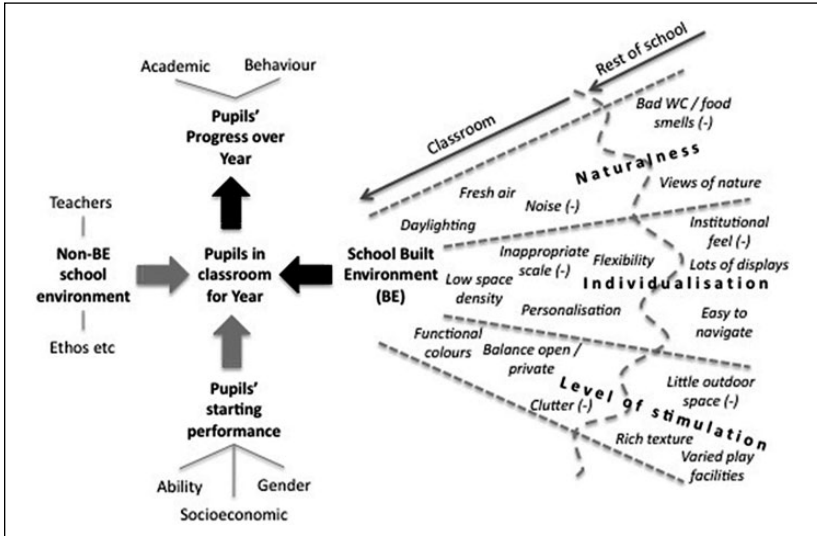 Academic
Behaviour
Pupils'
Progress over
Year
Teachers
Non-BE
school
environment
Ethos etc
Pupils in
classroom
for Year
School Built
Environment
(BE)
Pupils'
starting
performance
Ability
Gender
Socioeconomic
Classroom
Rest of school
Bad WC / food
smells (-)
Naturalness
Fresh air
Views of nature
Noise (-)
Daylighting
Institutional
feel (-)
Inappropriate
scale (-)
Flexibility
Lots of displays
Low space
density
Individualisation
Personalisation
Easy to
navigate
Functional
colours
Balance open /
private
Little outdoor
space (-)
Level of stimulation
Clutter (-)
Rich texture
Varied play
facilities